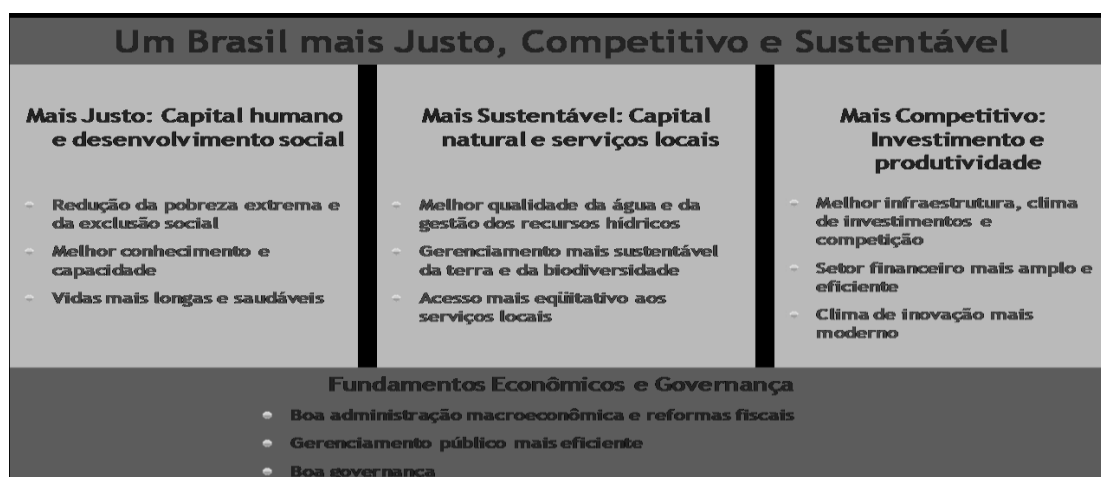 Um Brasil mais Justo, Competitivo e Sustentável
Mais Justo: Capital humano
e desenvolvimento social
Redução da pobreza extrema e
da exclusão social
Melhor conhecimento e
capacidade
Vidas mais longas e saudáveis
Mais Sustentável: Capital
natural e serviços locais
Melhor qualidade da água e da
gestão dos recursos hídricos
Gerenciamento mais sustentável
da terra e da biodiversidade
Acesso mais eqüitativo aos
serviços locais
Mais Competitivo:
Investimento e
produtividade
Melhor infraestrutura, clima
de investimentos e
competição
Setor financeiro mais amplo e
eficiente
Clima de inovação mais
moderno
Fundamentos Econômicos e Governança
Boa administração macroeconômica e reformas fiscais
Gerenciamento público mais eficiente
Boa governança